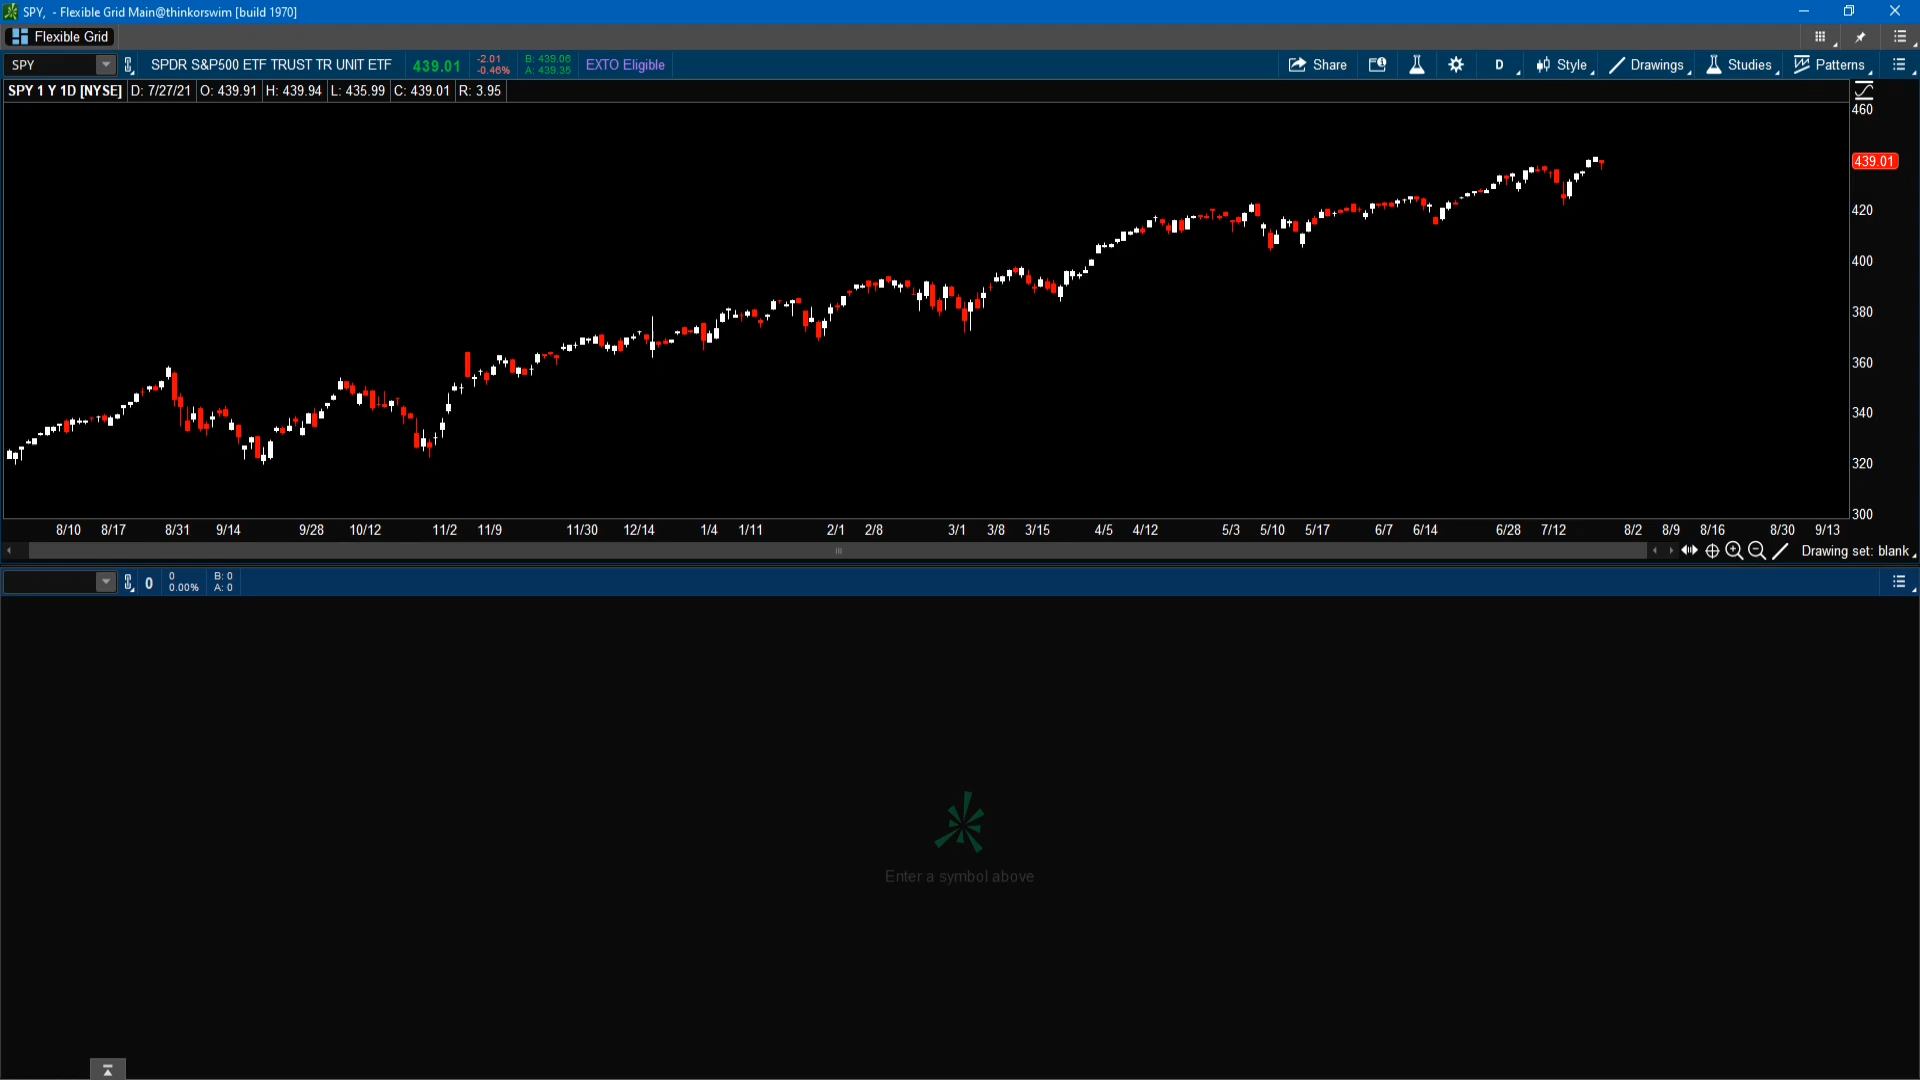 SPY, - Flexible Grid Main@thinkorswim [build 1970]
Flexible Grid
SPY SPDR S&P500 ETF TRUST TR UNIT ETF 439.01 -2.01 -0.46% B: 439.06 A: 439.35 EXTO Eligible Share D Style Drawings Studies Patterns
SPY 1 Y 1D [NYSE] D: 7/27/21 O: 439.91 H: 439.94 L: 435.99 C: 439.01 R: 3.95
460
439.01
420
400
380
360
340
320
300
8/10 8/17 8/31 9/14 9/28 10/12 11/2 11/9 11/30 12/14 1/4 1/11 2/1 2/8 3/1 3/8 3/15 4/5 4/12 5/3 5/10 5/17 6/7 6/14 6/28 7/12 8/2 8/9 8/16 8/30 9/13
Drawing set: blank
0 0 0.00% B: 0 A: 0
Enter a symbol above